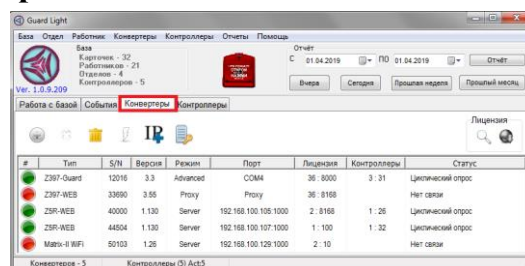 Guard Light
База Отдел Работник Конвертеры Контроллеры Отчеты Помощь
База
Карточек - 32
Работников - 21
Отделов - 4
Контроллеров - 5
Ver. 1.0.9.209
Отчёт
С 01.04.2019 ПО 01.04.2019 Отчёт
Вчера Сегодня Прошлая неделя Прошлый месяц
Работа с базой События Конвертеры Контроллеры
IP
Лицензия
# Тип S/N Версия Режим Порт Лицензия Контроллеры Статус
Z397-Guard 12016 3.3 Advanced COM4 36 : 8000 3 : 31 Циклический опрос
Z397-WEB 33690 3.55 Proxy Proxy 36 : 8168 Нет связи
Z5R-WEB 40000 1.130 Server 192.168.100.105:1000 2 : 8168 1 : 26 Циклический опрос
Z5R-WEB 44504 1.130 Server 192.168.100.107:1000 1 : 100 1 : 32 Циклический опрос
Matrix-II WiFi 50103 1.26 Server 192.168.100.129:1000 2 : 10 Нет связи
Конвертеров - 5 Контроллеры (5) Act:5